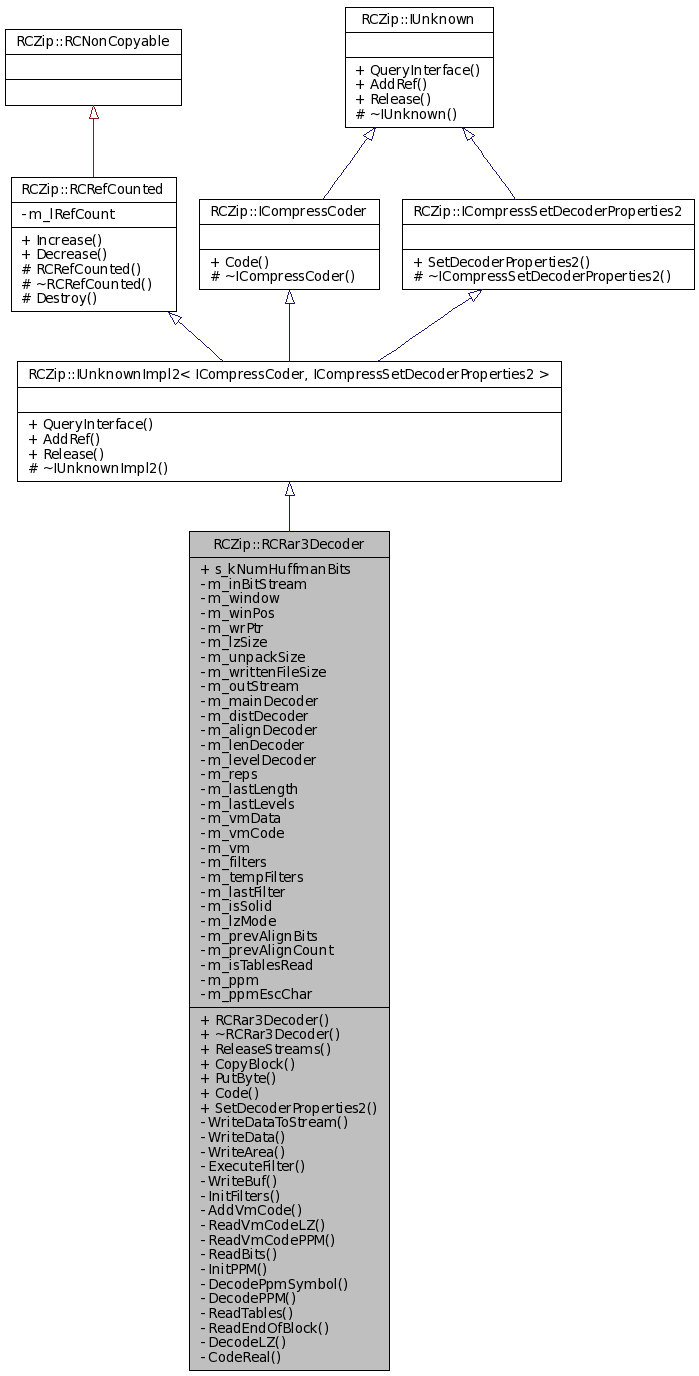 RCZip::IUnknown
+ QueryInterface()
+ AddRef()
+ Release()
# ~IUnknown()
RCZip::RCNonCopyable
RCZip::RCRefCounted
- m_lRefCount
+ Increase()
+ Decrease()
# RCRefCounted()
# ~RCRefCounted()
# Destroy()
RCZip::ICompressCoder
+ Code()
# ~ICompressCoder()
RCZip::ICompressSetDecoderProperties2
+ SetDecoderProperties2()
# ~ICompressSetDecoderProperties2()
RCZip::IUnknownImpl2< ICompressCoder, ICompressSetDecoderProperties2 >
+ QueryInterface()
+ AddRef()
+ Release()
# ~IUnknownImpl2()
RCZip::RCRar3Decoder
+ s_kNumHuffmanBits
- m_inBitStream
- m_window
- m_winPos
- m_wrPtr
- m_lzSize
- m_unpackSize
- m_writtenFileSize
- m_outStream
- m_mainDecoder
- m_distDecoder
- m_alignDecoder
- m_lenDecoder
- m_levelDecoder
- m_reps
- m_lastLength
- m_lastLevels
- m_vmData
- m_vmCode
- m_vm
- m_filters
- m_tempFilters
- m_lastFilter
- m_isSolid
- m_lzMode
- m_prevAlignBits
- m_prevAlignCount
- m_isTablesRead
- m_ppm
- m_ppmEscChar
+ RCRar3Decoder()
+ ~RCRar3Decoder()
+ ReleaseStreams()
+ CopyBlock()
+ PutByte()
+ Code()
+ SetDecoderProperties2()
- WriteDataToStream()
- WriteData()
- WriteArea()
- ExecuteFilter()
- WriteBuf()
- InitFilters()
- AddVmCode()
- ReadVmCodeLZ()
- ReadVmCodePPM()
- ReadBits()
- InitPPM()
- DecodePpmSymbol()
- DecodePPM()
- ReadTables()
- ReadEndOfBlock()
- DecodeLZ()
- CodeReal()